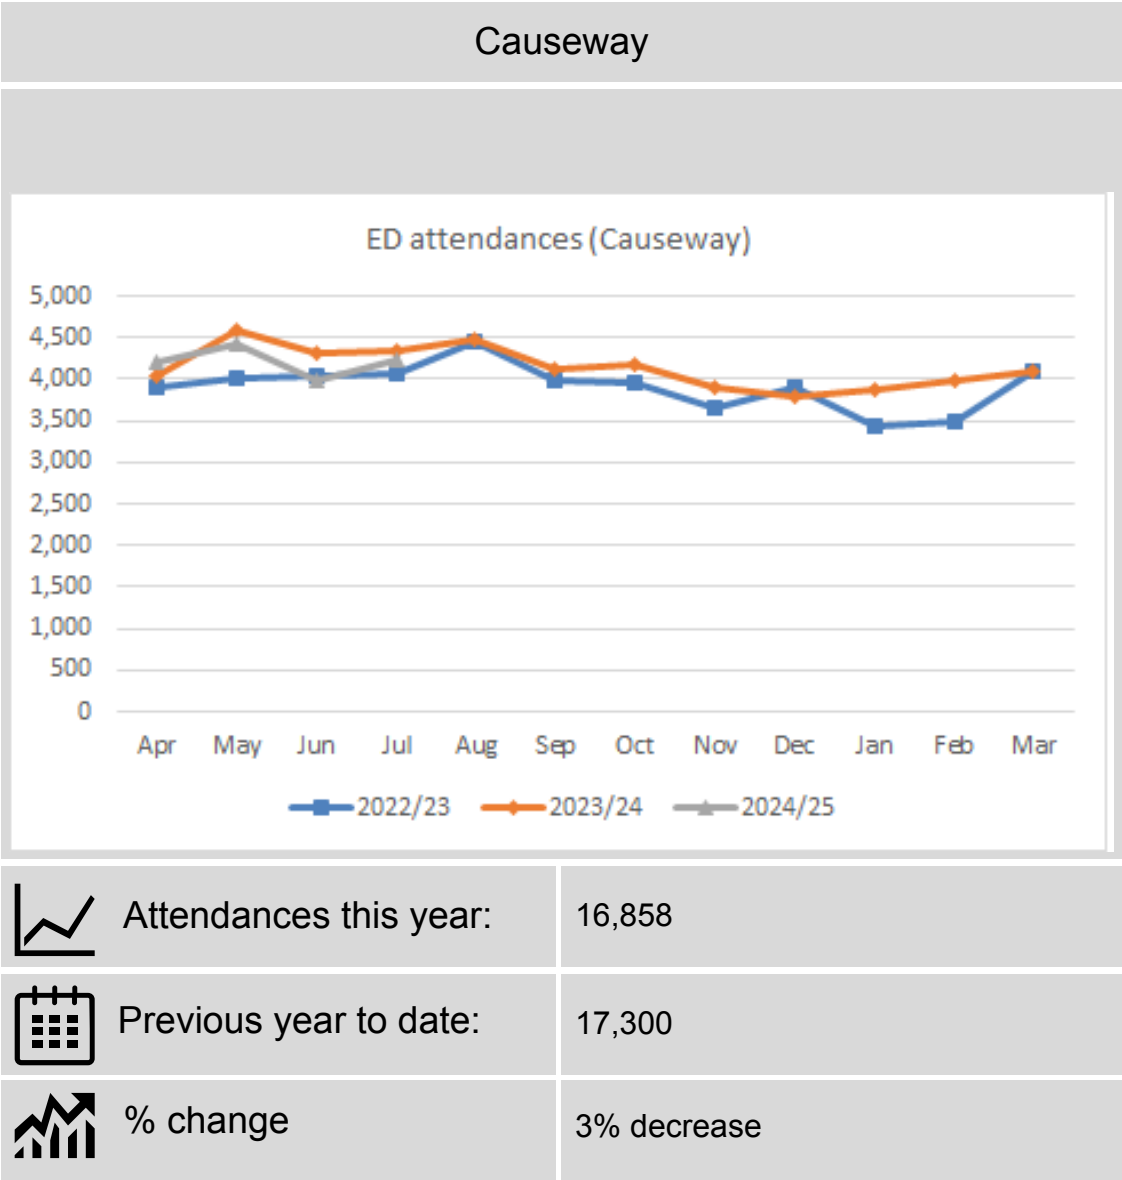 Causeway
ED attendances (Causeway)
5,000
4,500
4,000
3,500
3,000
2,500
2,000
1,500
1,000
500
0
Apr May Jun Jul Aug Sep Oct Nov Dec Jan Feb Mar
2022/23 2023/24 2024/25
Attendances this year: 16,858
Previous year to date: 17,300
% change 3% decrease